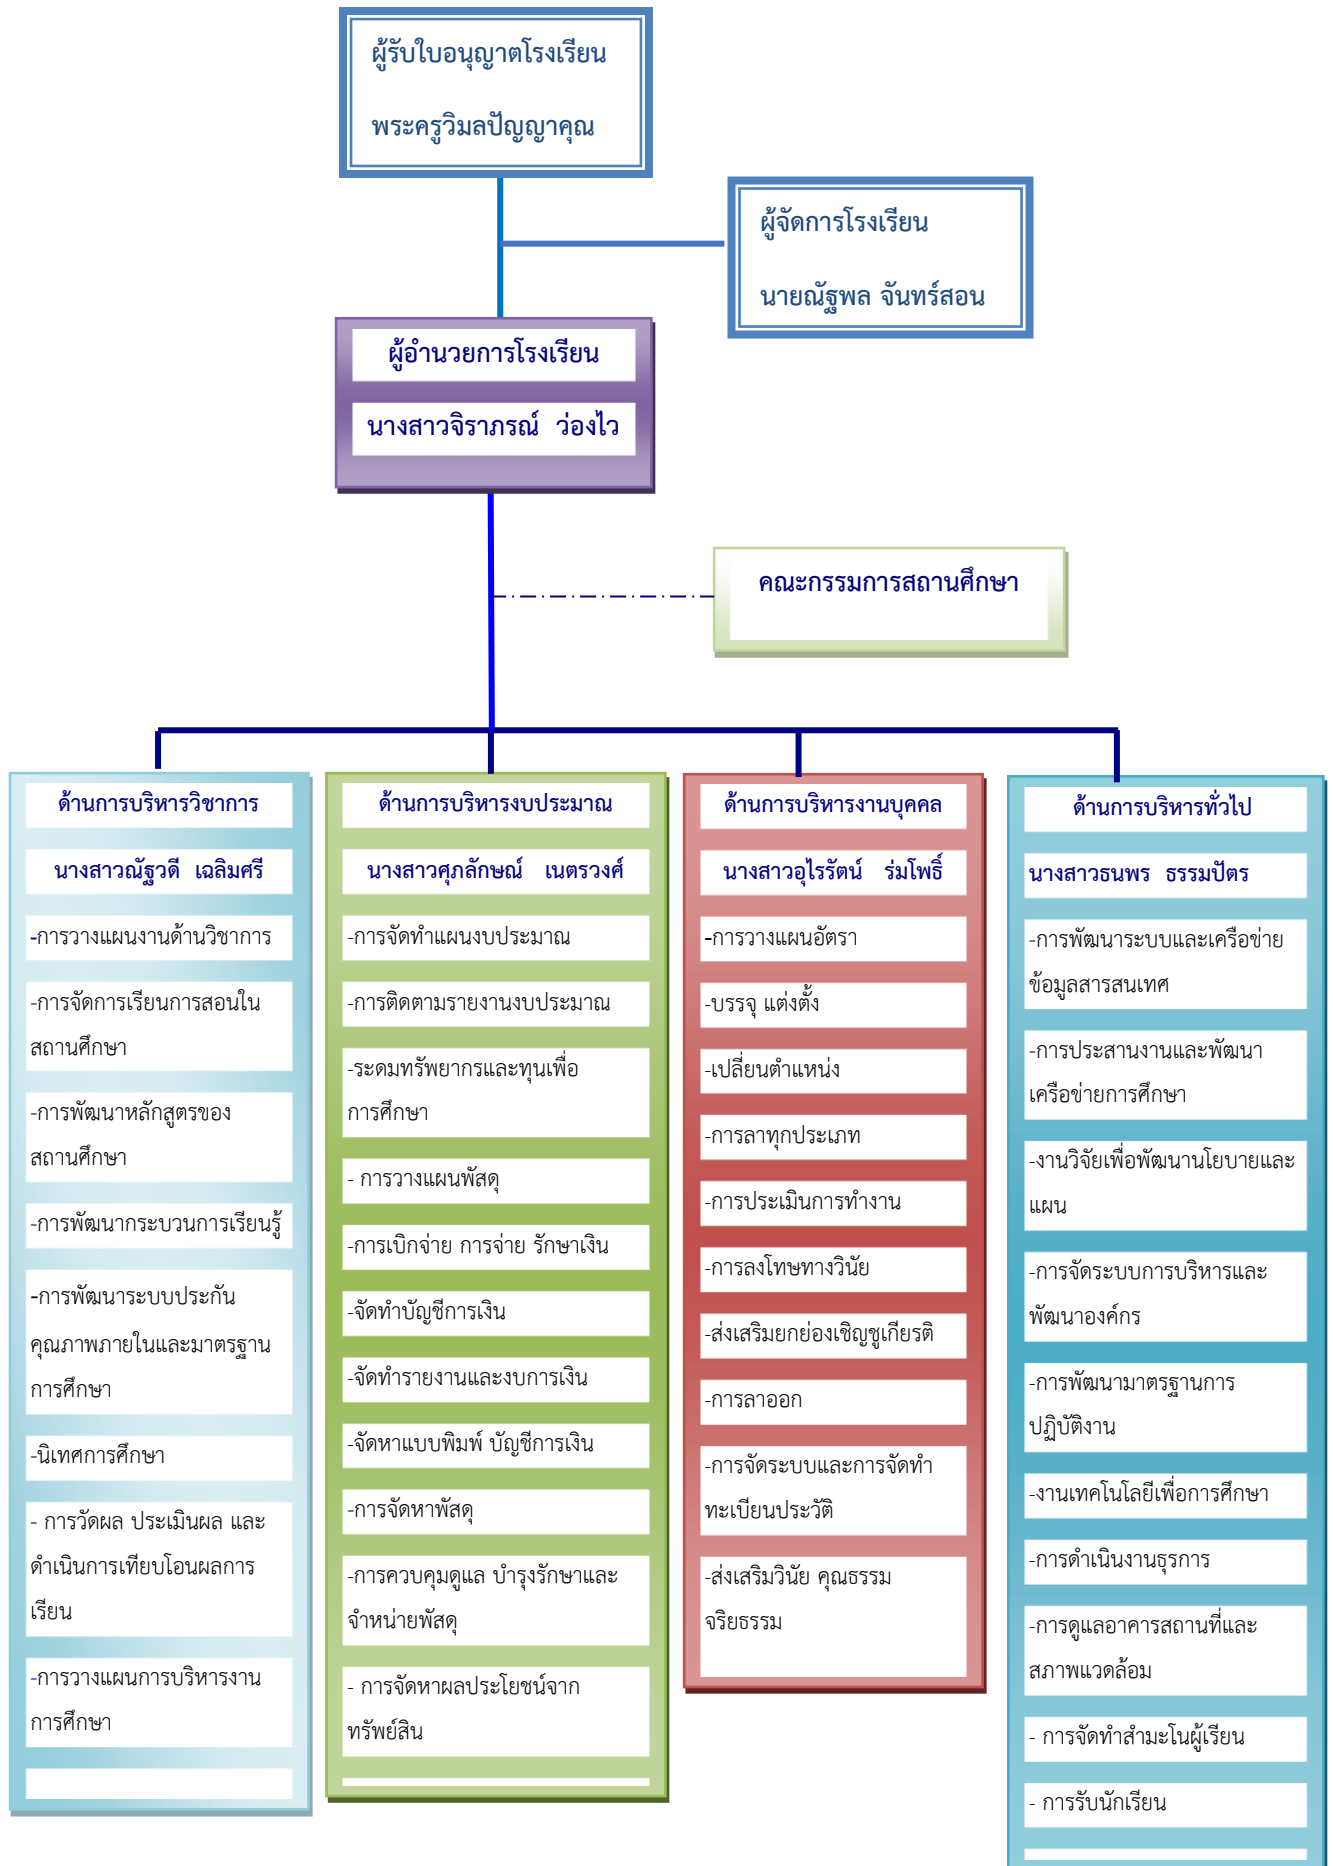 ผู้รับใบอนุญาตโรงเรียน
พระครูวิมลปัญญาคุณ
ผู้จัดการโรงเรียน
นายณัฐพล จันทร์สอน
ผู้อำนวยการโรงเรียน
นางสาวจิราภรณ์ ว่องไว
คณะกรรมการสถานศึกษา
ด้านการบริหารวิชาการ
นางสาวณัฐวดี เฉลิมศรี
-การวางแผนงานด้านวิชาการ
-การจัดการเรียนการสอนใน
สถานศึกษา
-การพัฒนาหลักสูตรของ
สถานศึกษา
-การพัฒนากระบวนการเรียนรู้
-การพัฒนาระบบประกัน
คุณภาพภายในและมาตรฐาน
การศึกษา
-นิเทศการศึกษา
- การวัดผล ประเมินผล และ
ดำเนินการเทียบโอนผลการ
เรียน
-การวางแผนการบริหารงาน
การศึกษา
ด้านการบริหารงบประมาณ
นางสาวศุภลักษณ์ เนตรวงศ์
-การจัดทำแผนงบประมาณ
-การติดตามรายงานงบประมาณ
-ระดมทรัพยากรและทุนเพื่อ
การศึกษา
- การวางแผนพัสดุ
-การเบิกจ่าย การจ่าย รักษาเงิน
-จัดทำบัญชีการเงิน
-จัดทำรายงานและงบการเงิน
-จัดหาแบบพิมพ์ บัญชีการเงิน
-การจัดหาพัสดุ
-การควบคุมดูแล บำรุงรักษาและ
จำหน่ายพัสดุ
- การจัดหาผลประโยชน์จาก
ทรัพย์สิน
ด้านการบริหารงานบุคคล
นางสาวอุไรรัตน์ ร่มโพธิ์
-การวางแผนอัตรา
-บรรจุ แต่งตั้ง
-เปลี่ยนตำแหน่ง
-การลาทุกประเภท
-การประเมินการทำงาน
-การลงโทษทางวินัย
-ส่งเสริมยกย่องเชิญชูเกียรติ
-การลาออก
-การจัดระบบและการจัดทำ
ทะเบียนประวัติ
-ส่งเสริมวินัย คุณธรรม
จริยธรรม
ด้านการบริหารทั่วไป
นางสาวธนพร ธรรมปัตร
-การพัฒนาระบบและเครือข่าย
ข้อมูลสารสนเทศ
-การประสานงานและพัฒนา
เครือข่ายการศึกษา
-งานวิจัยเพื่อพัฒนานโยบายและ
แผน
-การจัดระบบการบริหารและ
พัฒนาองค์กร
-การพัฒนามาตรฐานการ
ปฏิบัติงาน
-งานเทคโนโลยีเพื่อการศึกษา
-การดำเนินงานธุรการ
-การดูแลอาคารสถานที่และ
สภาพแวดล้อม
- การจัดทำสำมะโนผู้เรียน
- การรับนักเรียน